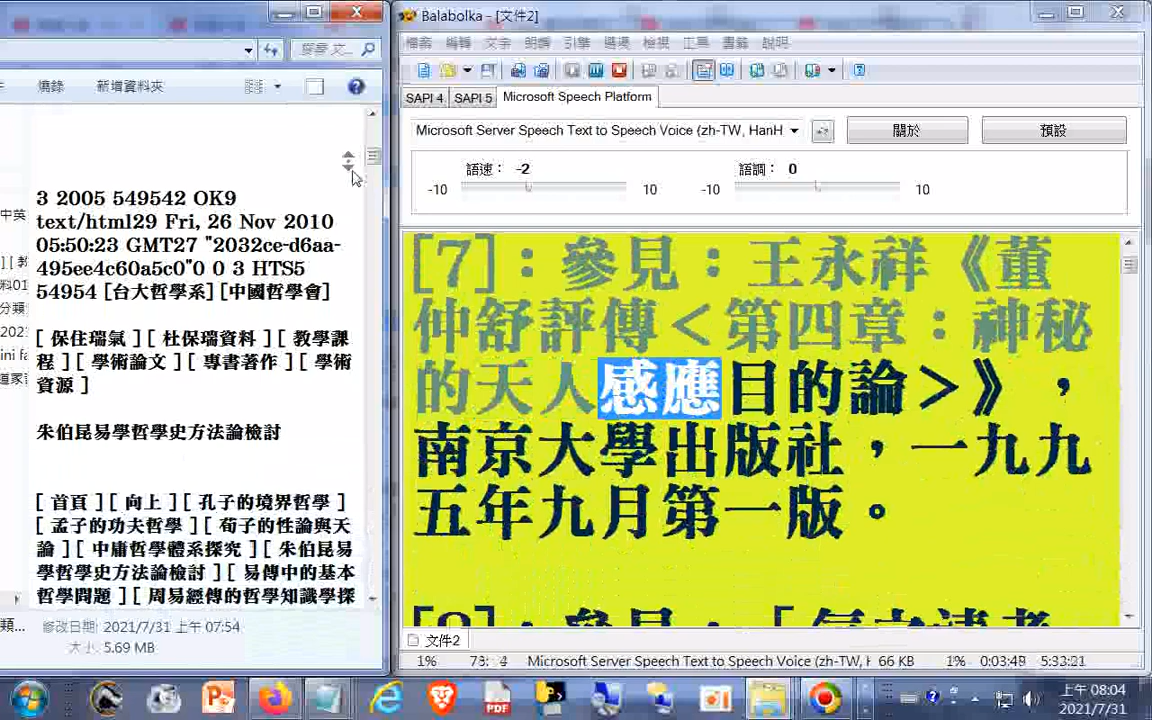 Balabolka - [文件2]
檔案 編輯 文字 朗讀 引擎 選項 檢視 工具 書籤 說明
燒錄 新增資料夾
SAPI 4 SAPI 5 Microsoft Speech Platform
Microsoft Server Speech Text to Speech Voice (zh-TW, HanH
關於 預設
語速： -2 語調： 0
-10 10 -10 10
3 2005 549542 OK9
text/html29 Fri, 26 Nov 2010
05:50:23 GMT27 "2032ce-d6aa-
495ee4c60a5c0"0 0 3 HTS5
54954 [台大哲學系][中國哲學會]
[ 保住瑞氣 ] [ 杜保瑞資料 ] [ 教學課
程 ] [ 學術論文 ] [ 專書著作 ] [ 學術
資源 ]
朱伯昆易學哲學史方法論檢討
[ 首頁 ] [ 向上 ] [ 孔子的境界哲學 ]
[ 孟子的功夫哲學 ] [ 荀子的性論與天
論 ] [ 中庸哲學體系探究 ] [ 朱伯昆易
學哲學史方法論檢討 ] [ 易傳中的基本
哲學問題 ] [ 周易經傳的哲學知識學探
修改日期: 2021/7/31 上午 07:54
大小: 5.69 MB
[7]：參見：王永祥《董
仲舒評傳＜第四章：神秘
的天人感應目的論＞》，
南京大學出版社，一九九
五年九月第一版。
文件2
1% Microsoft Server Speech Text to Speech Voice (zh-TW, 66 KB 1% 0:03:49 5:33:21
上午 08:04
2021/7/31